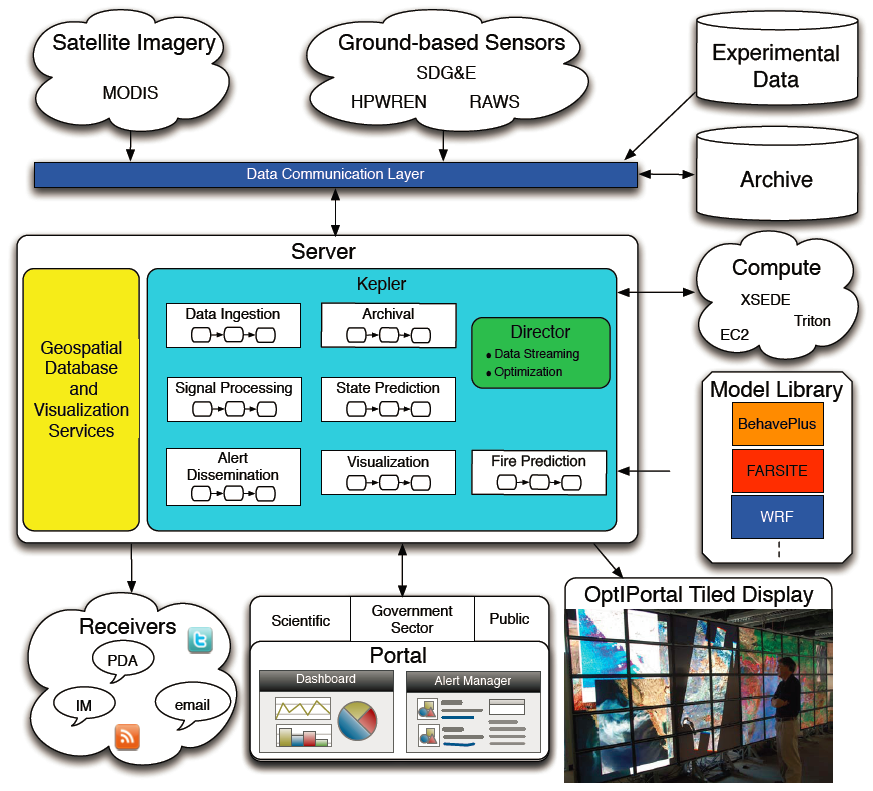 Satellite Imagery
MODIS
Ground-based Sensors
SDG&E
HPWREN
RAWS
Experimental
Data
Data Communication Layer
Archive
Server
Geospatial
Database
and
Visualization
Services
Kepler
Data Ingestion
Archival
Director
• Data Streaming
• Optimization
Signal Processing
State Prediction
Alert
Dissemination
Visualization
Fire Prediction
Compute
XSEDE
EC2
Triton
Model Library
BehavePlus
FARSITE
WRF
Receivers
PDA
IM
email
Scientific
Government
Sector
Public
Portal
Dashboard
Alert Manager
OptIPortal Tiled Display